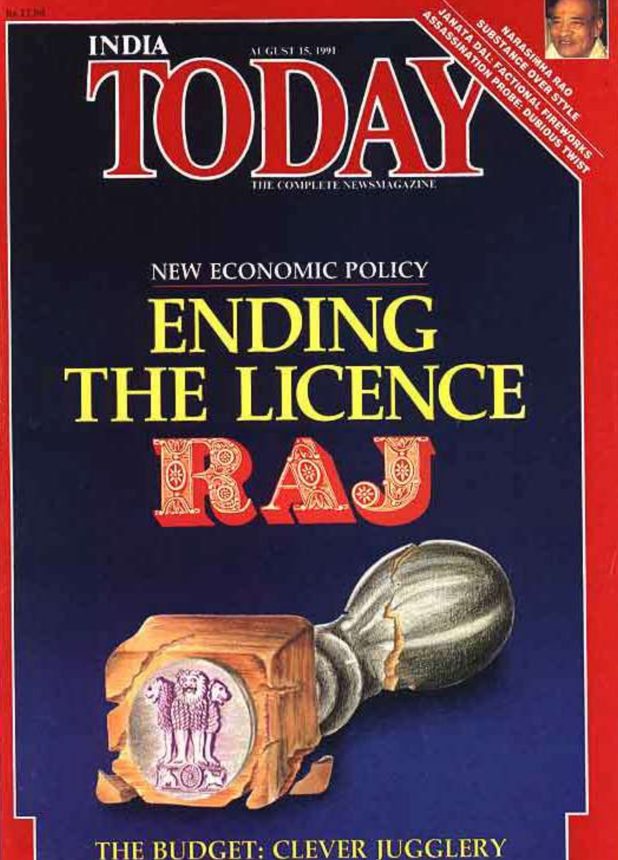 INDIA
AUGUST 15, 1991
TODAY
THE COMPLETE NEWSMAGAZINE
NARASIMHA RAO
SUBSTANCE OVER STYLE
JANATA DAL: FACTIONAL FIREWORKS
ASSASSINATION PROBE: DUBIOUS TWIST
NEW ECONOMIC POLICY
ENDING
THE LICENCE
RAJ
THE BUDGET: CLEVER JUGGLERY